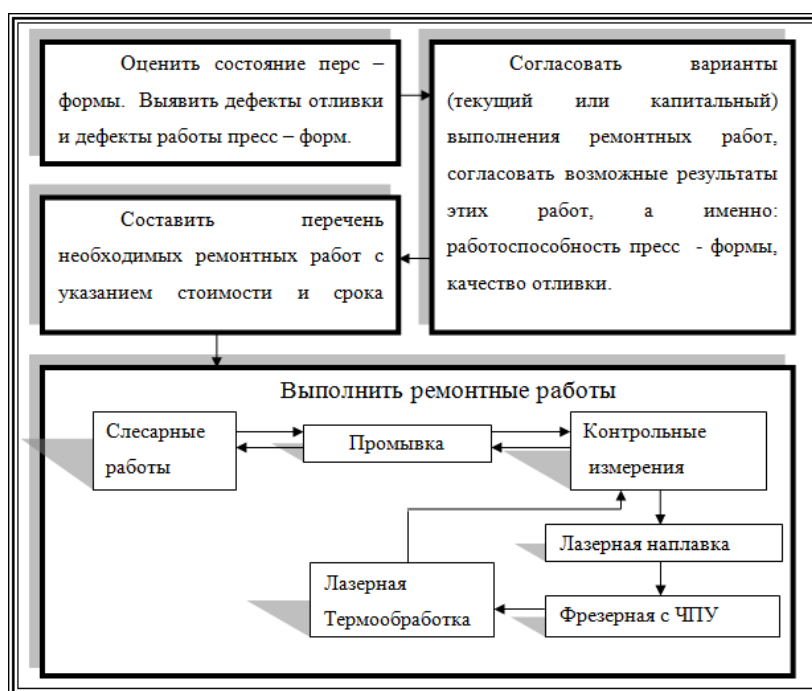 Оценить состояние перс –
формы. Выявить дефекты отливки
и дефекты работы пресс – форм.
Согласовать варианты
(текущий или капитальный)
выполнения ремонтных работ,
согласовать возможные результаты
этих работ, а именно:
работоспособность пресс - формы,
качество отливки.
Составить перечень
необходимых ремонтных работ с
указанием стоимости и срока
Выполнить ремонтные работы
Слесарные
работы
Промывка
Контрольные
измерения
Лазерная наплавка
Фрезерная с ЧПУ
Лазерная
Термообработка